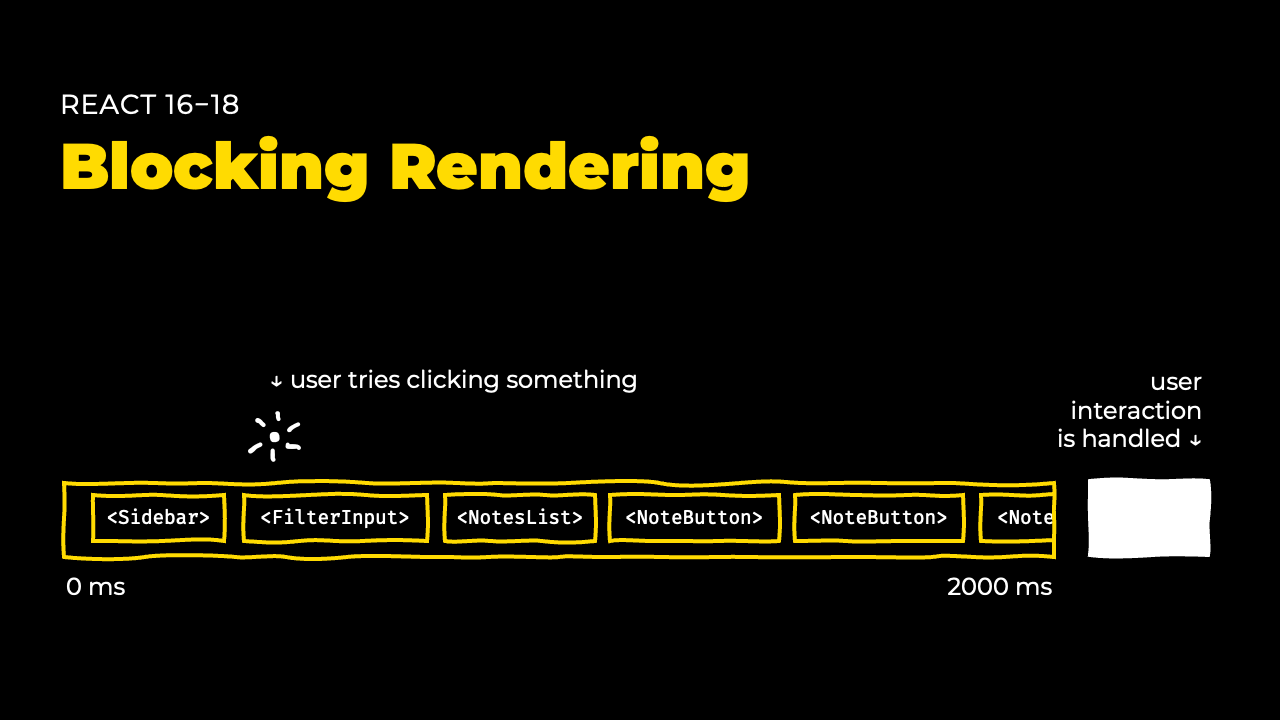 REACT 16–18
Blocking Rendering
↓ user tries clicking something
user
interaction
is handled ↓
<Sidebar> <FilterInput> <NotesList> <NoteButton> <NoteButton> <Note
0 ms 2000 ms